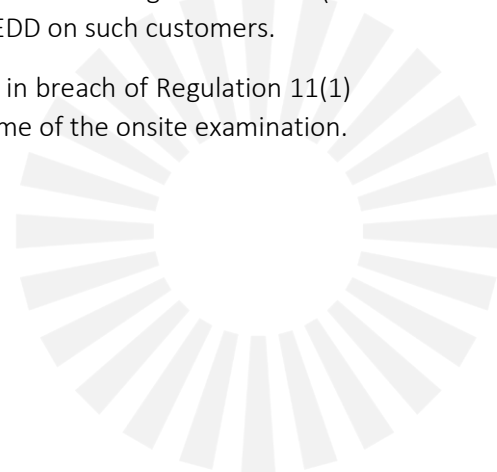 EDD on such customers.
in breach of Regulation 11(1)
me of the onsite examination.